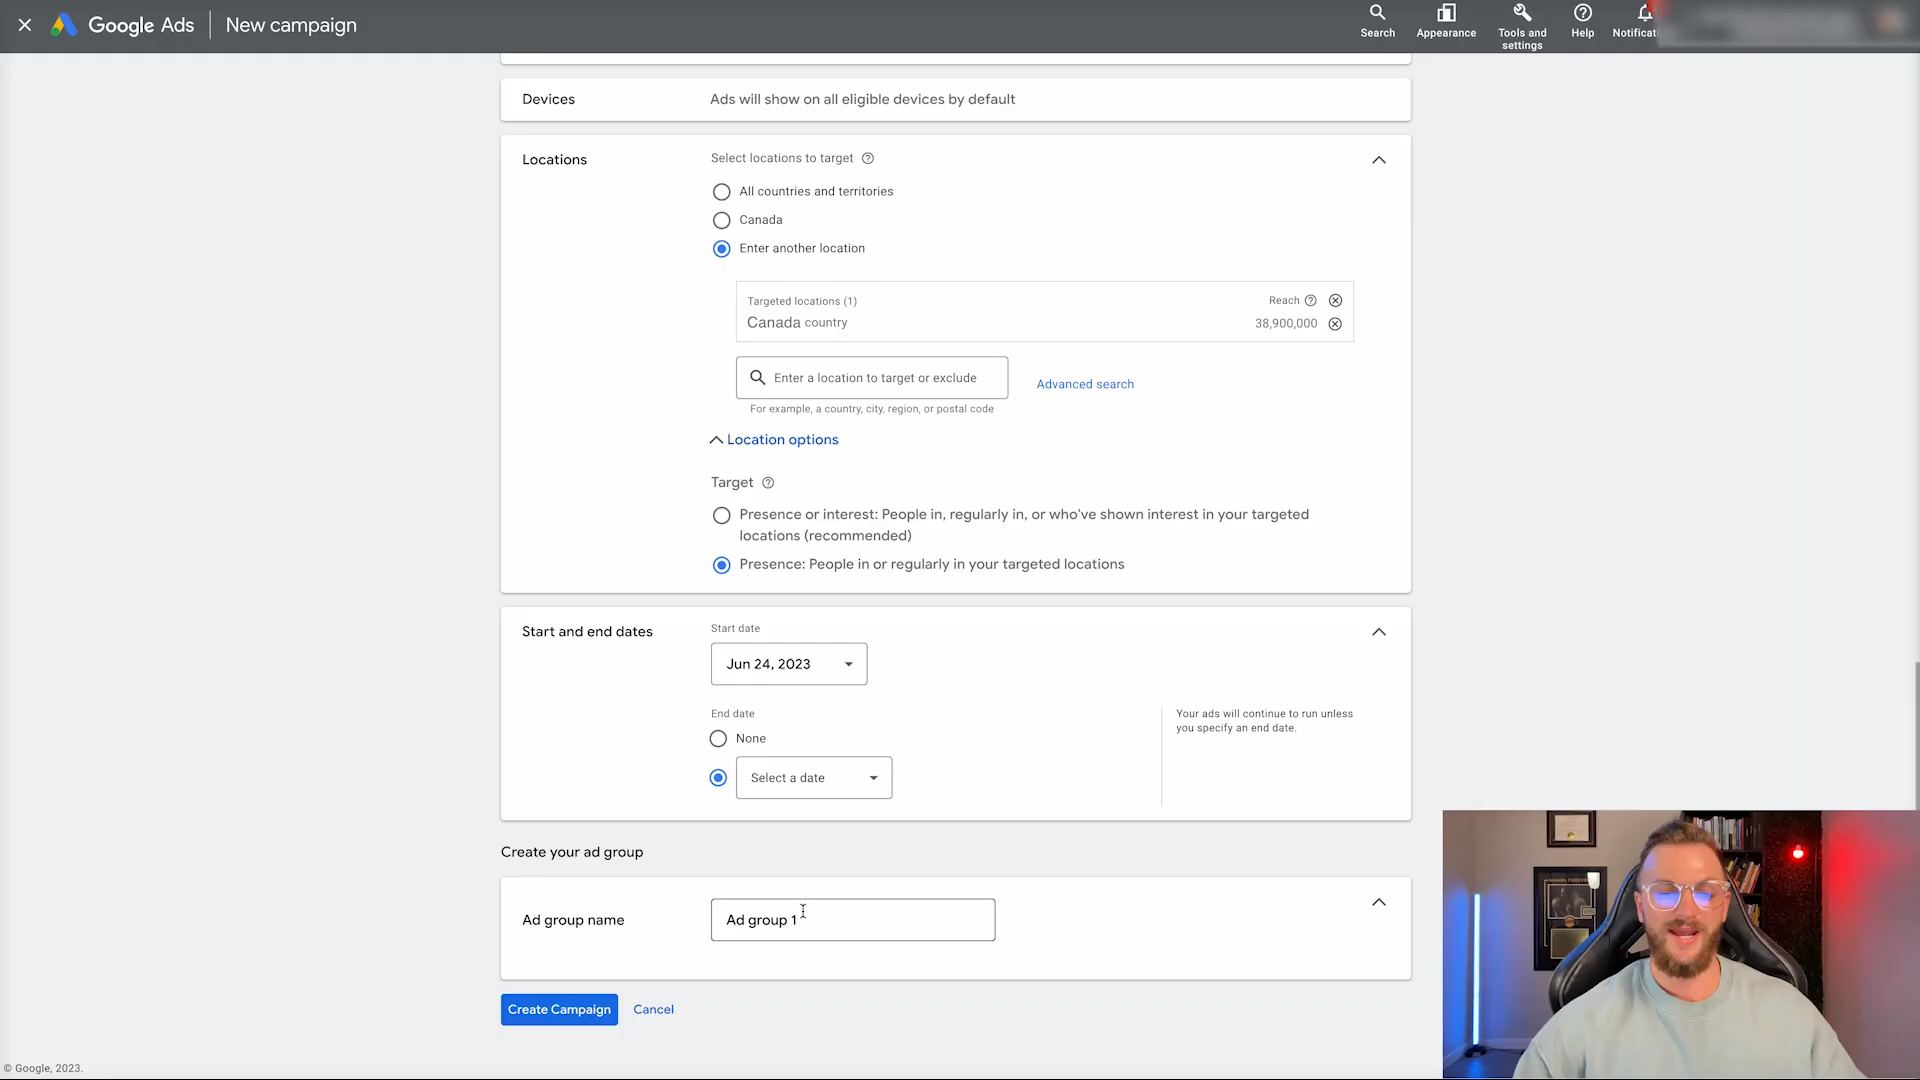 Google Ads
New campaign
Search
Appearance
Tools and
settings
Help
Notificat
Devices
Ads will show on all eligible devices by default
Locations
Select locations to target
All countries and territories
Canada
Enter another location
Targeted locations (1)
Reach
Canada country
38,900,000
Enter a location to target or exclude
Advanced search
For example, a country, city, region, or postal code
Location options
Target
Presence or interest: People in, regularly in, or who've shown interest in your targeted
locations (recommended)
Presence: People in or regularly in your targeted locations
Start and end dates
Start date
Jun 24, 2023
End date
None
Select a date
Your ads will continue to run unless
you specify an end date.
Create your ad group
Ad group name
Ad group 1
Create Campaign
Cancel
© Google, 2023.